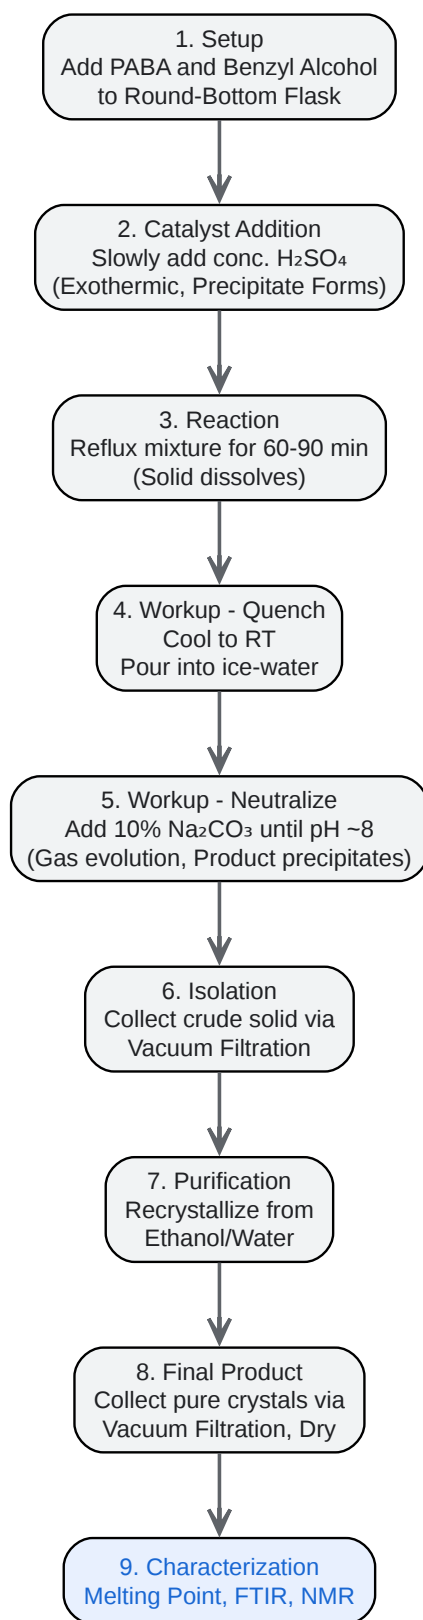 1. Setup
Add PABA and Benzyl Alcohol
to Round-Bottom Flask
2. Catalyst Addition
Slowly add conc. H₂SO₄
(Exothermic, Precipitate Forms)
3. Reaction
Reflux mixture for 60-90 min
(Solid dissolves)
4. Workup - Quench
Cool to RT
Pour into ice-water
5. Workup - Neutralize
Add 10% Na₂CO₃ until pH ~8
(Gas evolution, Product precipitates)
6. Isolation
Collect crude solid via
Vacuum Filtration
7. Purification
Recrystallize from
Ethanol/Water
8. Final Product
Collect pure crystals via
Vacuum Filtration, Dry
9. Characterization
Melting Point, FTIR, NMR